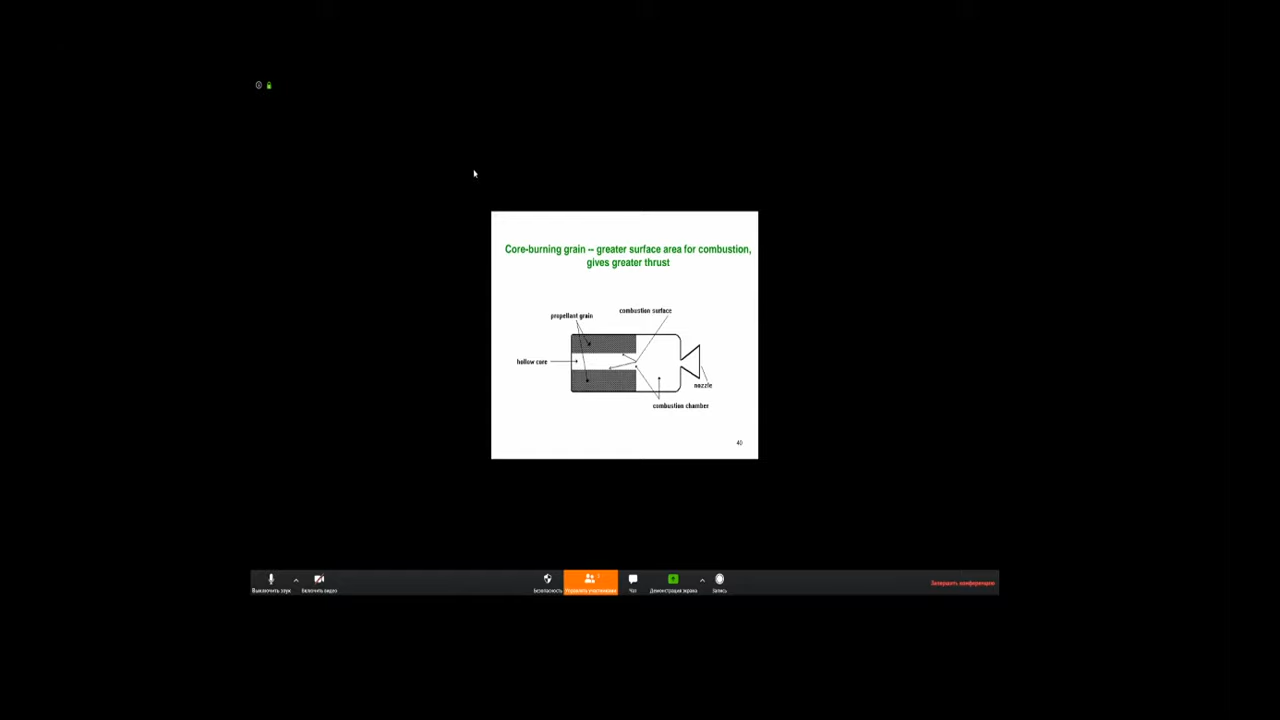 Core-burning grain -- greater surface area for combustion,
gives greater thrust
combustion surface
propellant grain
hollow core
nozzle
combustion chamber
40
Выключить звук
Включить видео
Безопасность
Управление участниками
Чат
Демонстрация экрана
Запись
Завершить конференцию